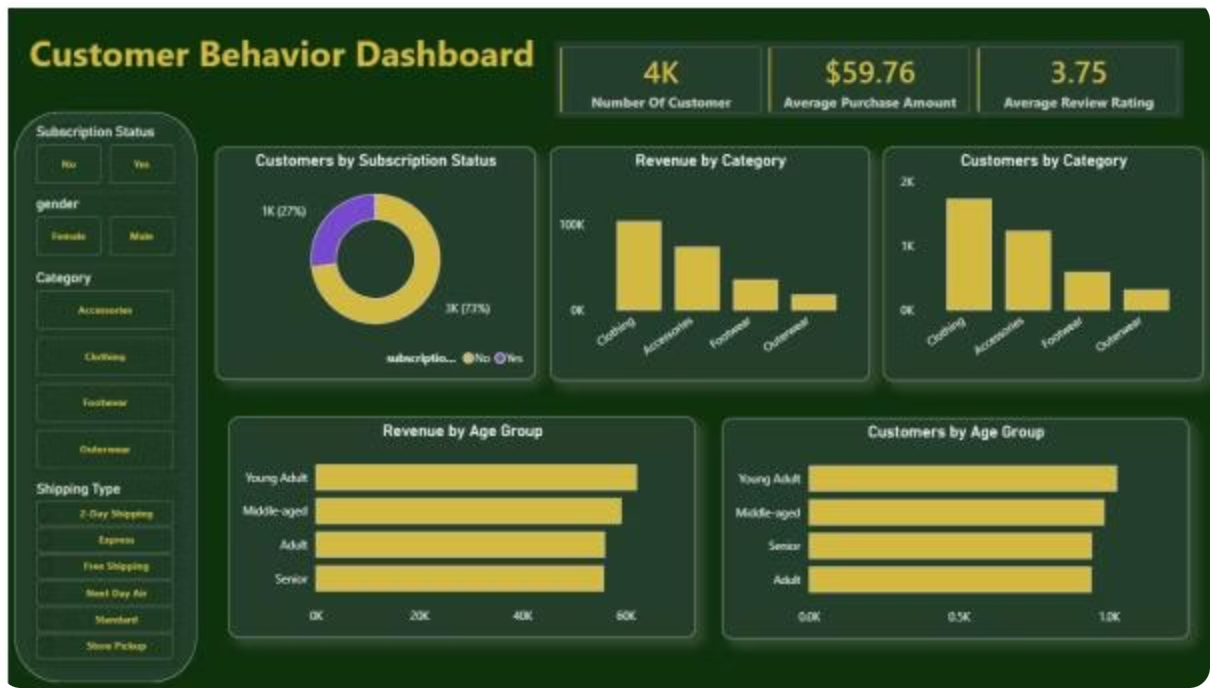 Customer Behavior Dashboard
4K
Number Of Customer
$59.76
Average Purchase Amount
3.75
Average Review Rating
Subscription Status
No
Yes
gender
Female
Male
Category
Accessories
Clothing
Footwear
Outerwear
Shipping Type
2-Day Shipping
Express
Free Shipping
Next Day Air
Standard
Store Pickup
Customers by Subscription Status
1K (27%)
3K (73%)
subscriptio... No Yes
Revenue by Category
100K
0K
Clothing
Accessories
Footwear
Outerwear
Customers by Category
2K
1K
0K
Clothing
Accessories
Footwear
Outerwear
Revenue by Age Group
Young Adult
Middle-aged
Adult
Senior
0K 20K 40K 60K
Customers by Age Group
Young Adult
Middle-aged
Senior
Adult
0.0K 0.5K 1.0K